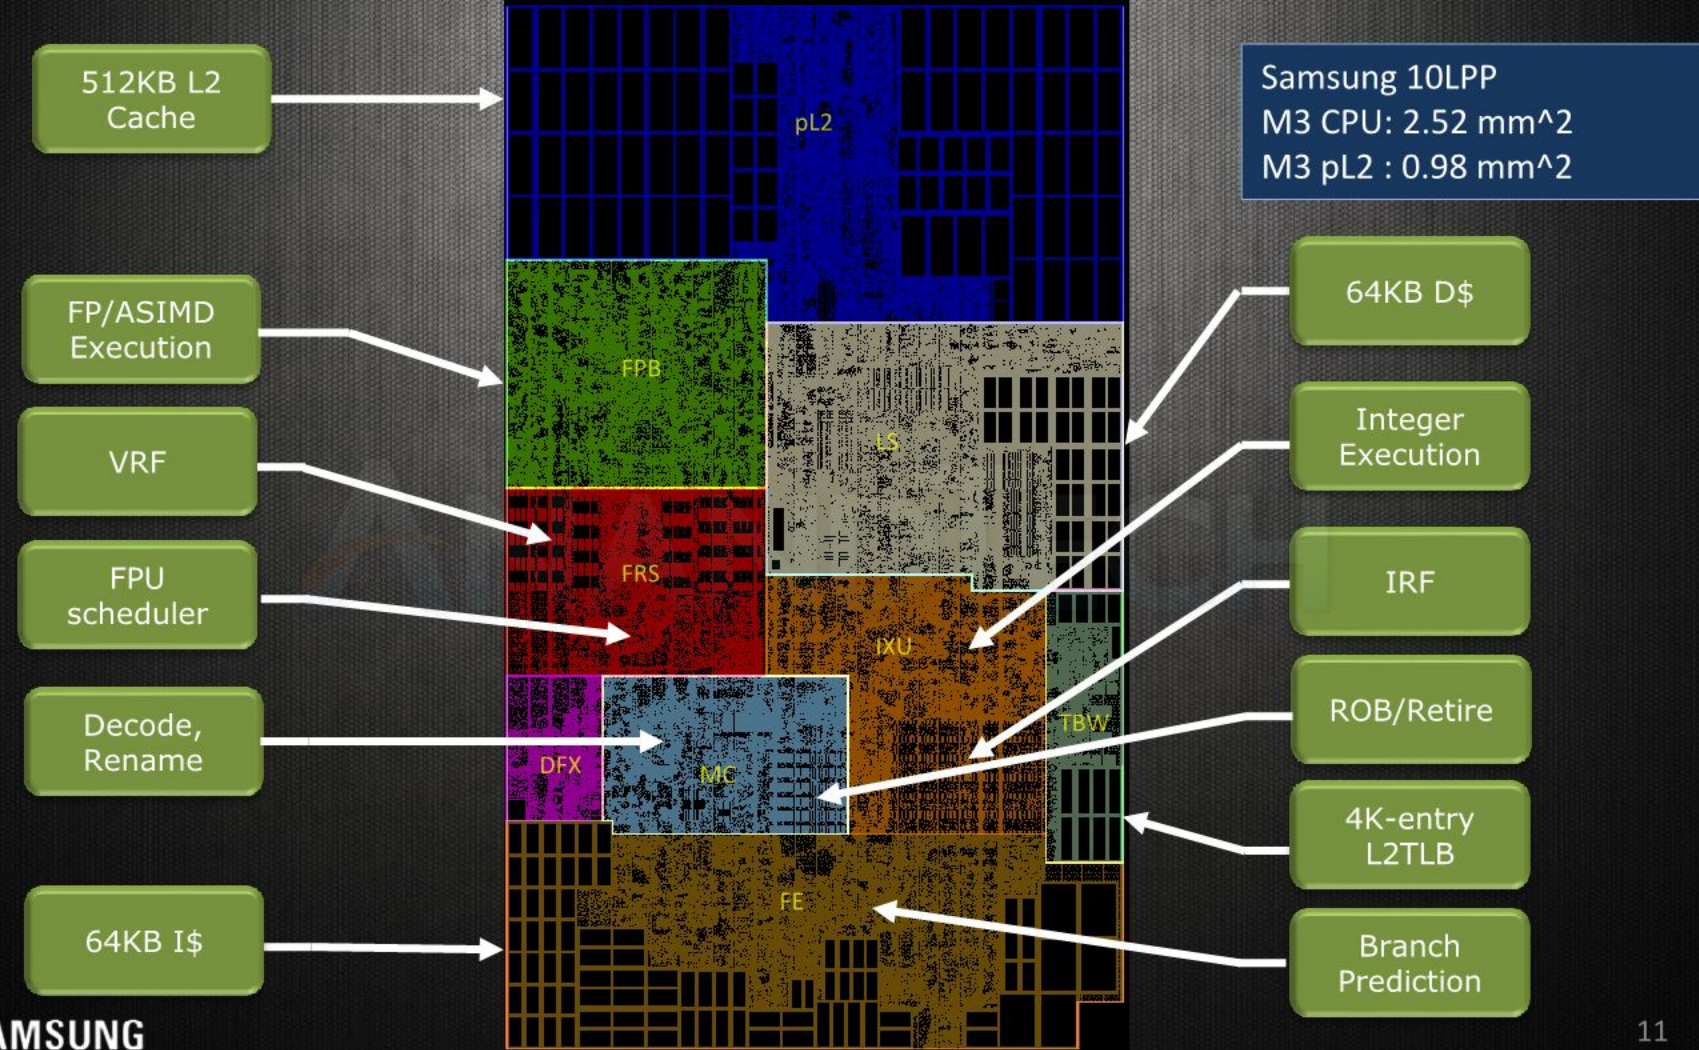 512KB L2
Cache
FP/ASIMD
Execution
VRF
FPU
scheduler
Decode,
Rename
64KB I$
pL2
FPB
LS
FRS
IXU
TBW
DFX
MC
FE
Samsung 10LPP
M3 CPU: 2.52 mm^2
M3 pL2 : 0.98 mm^2
64KB D$
Integer
Execution
IRF
ROB/Retire
4K-entry
L2TLB
Branch
Prediction
AMSUNG
11